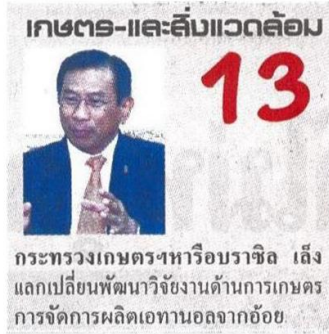 เกษตร-และสิ่งแวดล้อม
13
กระทรวงเกษตรฯหารือบราซิล เล็ง
แลกเปลี่ยนพัฒนาวิจัยงานด้านการเกษตร
การจัดการผลิตเอทานอลจากอ้อย